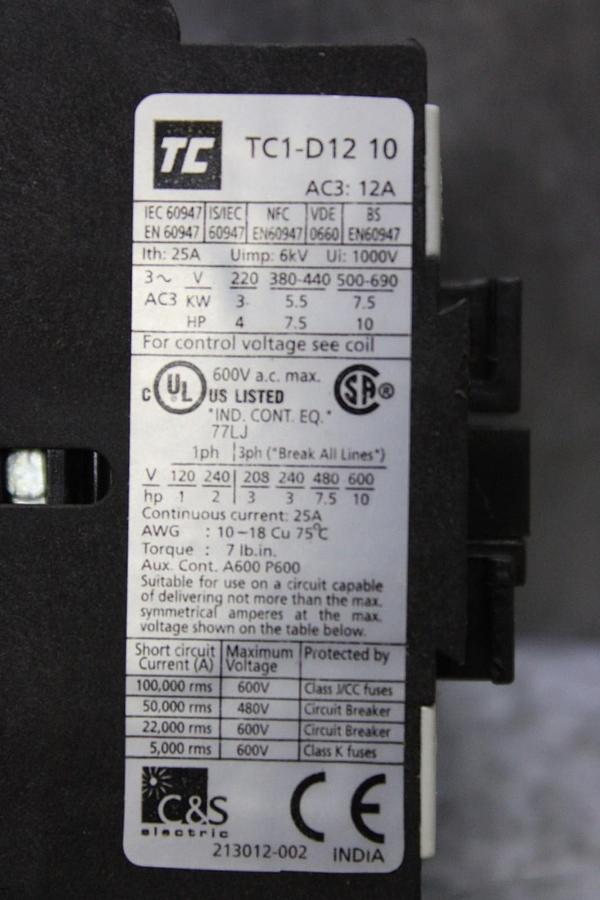 TC TC1-D12 10
AC3: 12A
IEC 60947 IS/IEC NFC VDE BS
EN 60947 60947 EN60947 0660 EN60947
Ith: 25A Uimp: 6kV Ui: 1000V
3~ V 220 380-440 500-690
AC3 KW 3 5.5 7.5
HP 4 7.5 10
For control voltage see coil
C UL US LISTED 600V a.c. max. SA ®
"IND. CONT. EQ."
77LJ
1ph 3ph ("Break All Lines")
V 120 240 208 240 480 600
hp 1 2 3 3 7.5 10
Continuous current: 25A
AWG : 10~18 Cu 75°C
Torque : 7 lb.in.
Aux. Cont. A600 P600
Suitable for use on a circuit capable
of delivering not more than the max.
symmetrical amperes at the max.
voltage shown on the table below.
Short circuit Maximum Protected by
Current (A) Voltage
100,000 rms 600V Class J/CC fuses
50,000 rms 480V Circuit Breaker
22,000 rms 600V Circuit Breaker
5,000 rms 600V Class K fuses
C&S
electric
CE
213012-002 INDIA